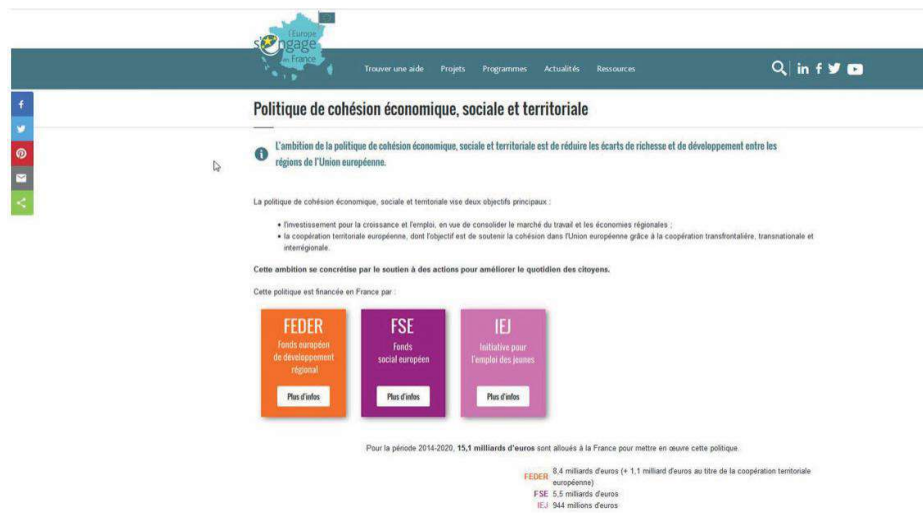 l'Europe
s'engage
en France
Trouver une aide Projets Programmes Actualités Ressources
Politique de cohésion économique, sociale et territoriale
L'ambition de la politique de cohésion économique, sociale et territoriale est de réduire les écarts de richesse et de développement entre les
régions de l'Union européenne.
La politique de cohésion économique, sociale et territoriale vise deux objectifs principaux :
• l'investissement pour la croissance et l'emploi, en vue de consolider le marché du travail et les économies régionales ;
• la coopération territoriale européenne, dont l'objectif est de soutenir la cohésion dans l'Union européenne grâce à la coopération transfrontalière, transnationale et
interrégionale.
Cette ambition se concrétise par le soutien à des actions pour améliorer le quotidien des citoyens.
Cette politique est financée en France par :
FEDER
Fonds européen
de développement
régional
Plus d'infos
FSE
Fonds
social européen
Plus d'infos
IEJ
Initiative pour
l'emploi des jeunes
Plus d'infos
Pour la période 2014-2020, 15,1 milliards d'euros sont alloués à la France pour mettre en œuvre cette politique.
FEDER 8,4 milliards d'euros (+ 1,1 milliard d'euros au titre de la coopération territoriale
européenne)
FSE 5,5 milliards d'euros
IEJ 944 millions d'euros